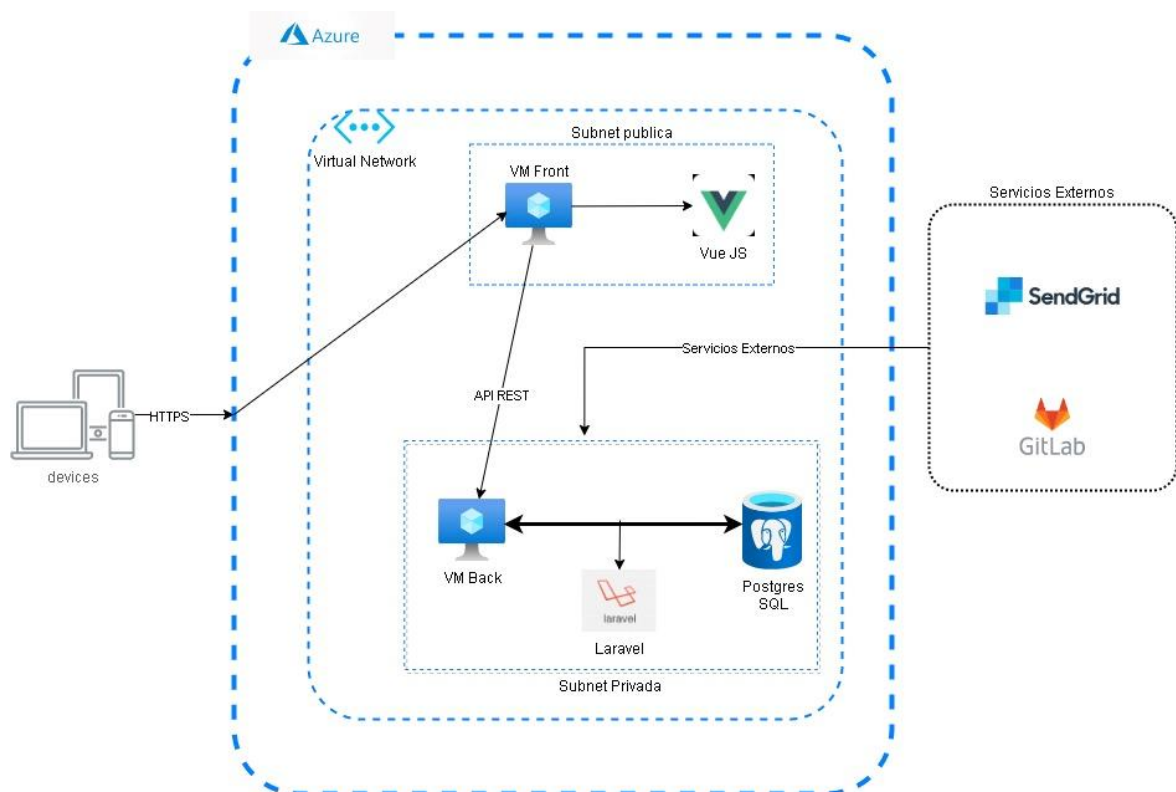 Azure
Subnet publica
Virtual Network
VM Front
Vue JS
Servicios Externos
SendGrid
Servicios Externos
HTTPS
API REST
GitLab
devices
VM Back
Postgres
SQL
laravel
Laravel
Subnet Privada